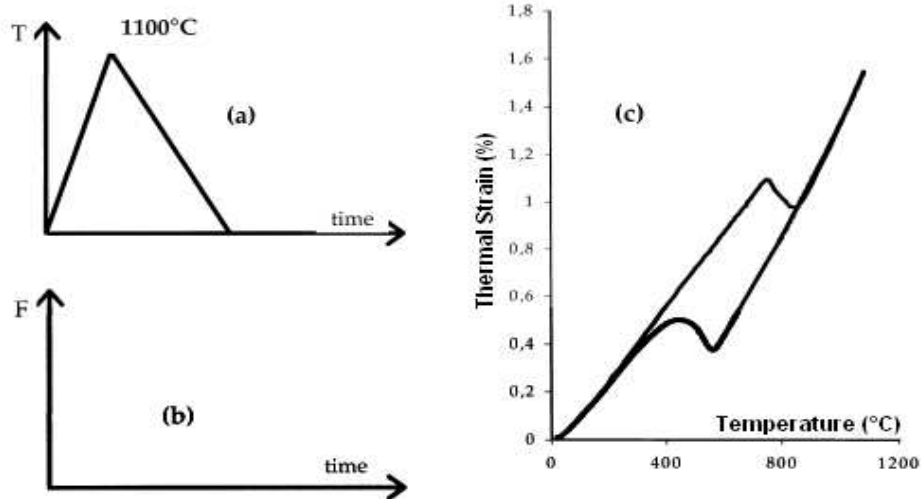 T
1100°C
(a)
time
F
(b)
time
1,8
1,6
1,4
1,2
1
0,8
0,6
0,4
0,2
0
Thermal Strain (%)
(c)
Temperature (°C)
0
400
800
1200